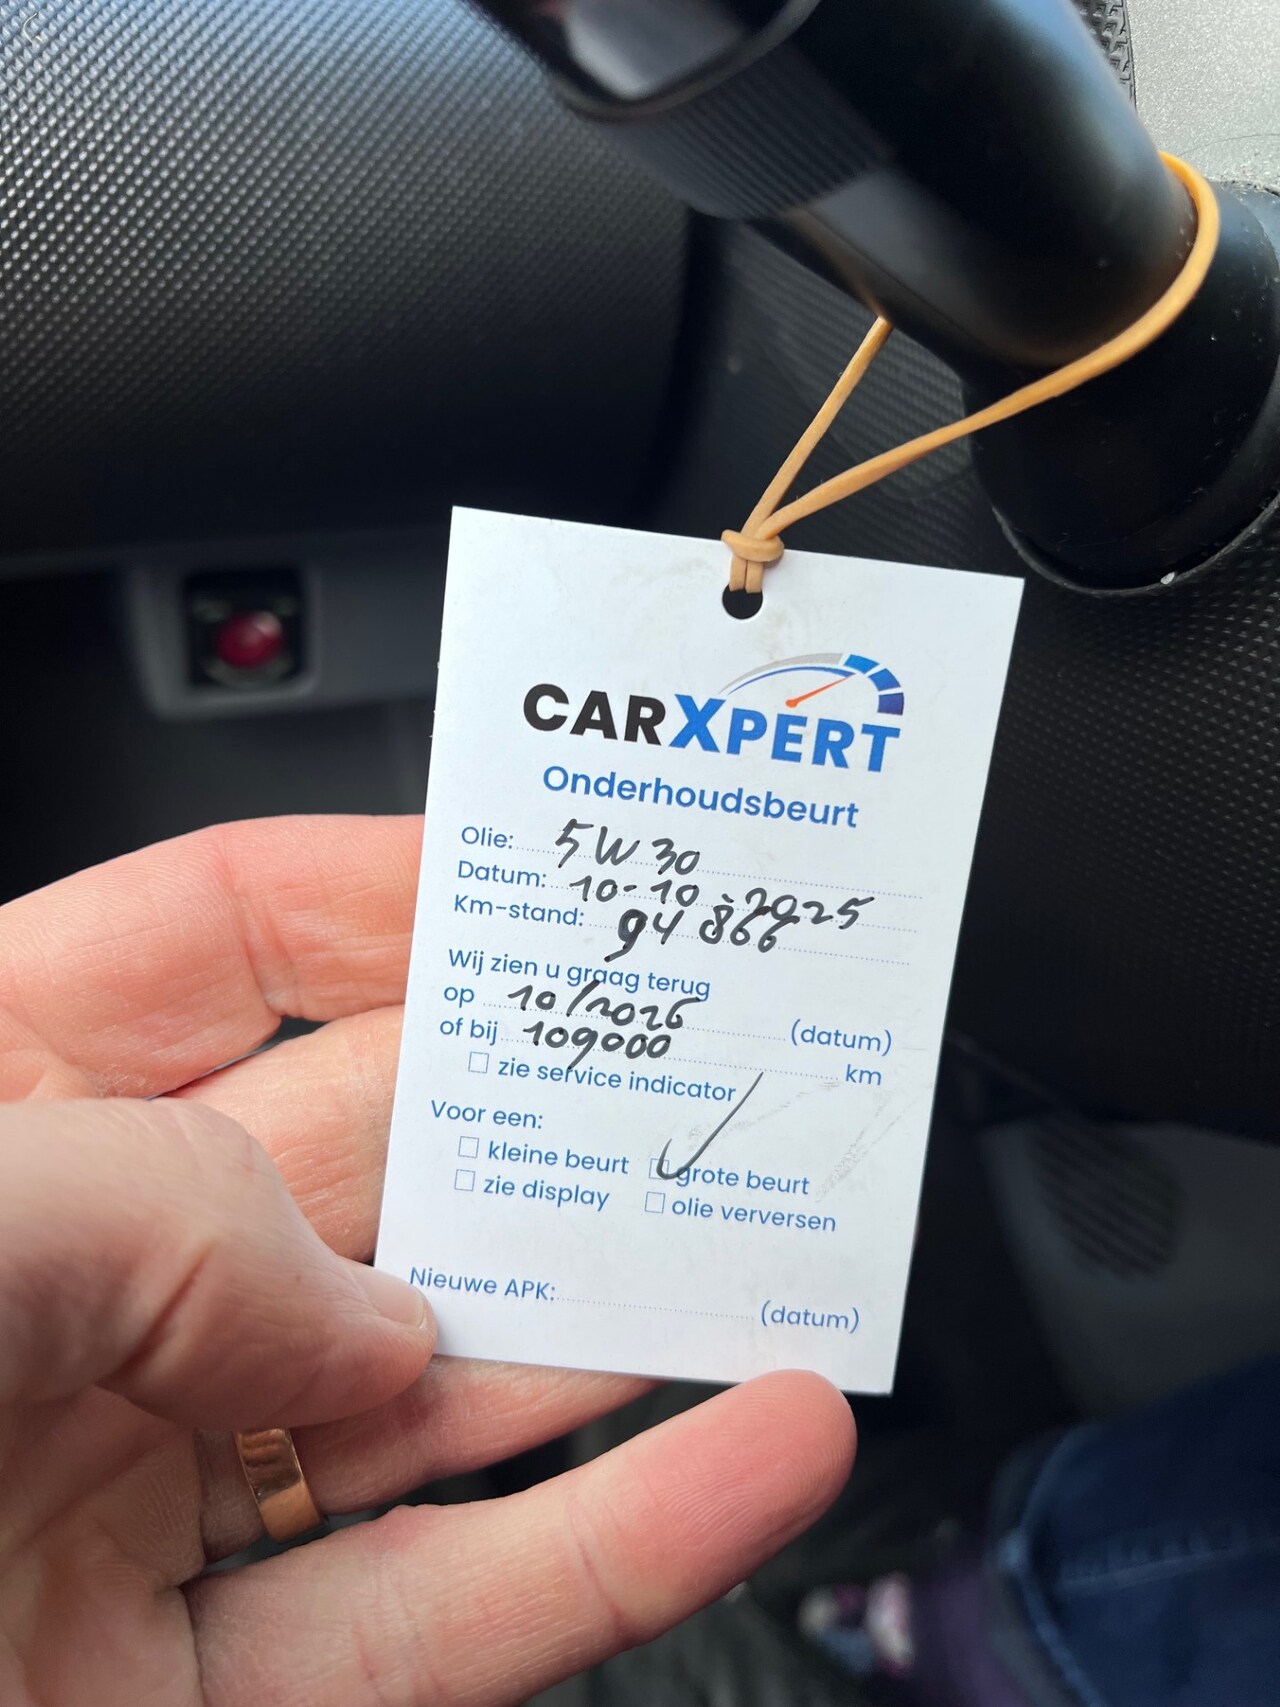 CARXPERT
Onderhoudsbeurt
Olie: 5W30
Datum: 10-10-2025
Km-stand: 94 866
Wij zien u graag terug
op 10/2026 (datum)
of bij 109000 km
zie service indicator
Voor een:
kleine beurt grote beurt
zie display olie verversen
Nieuwe APK: (datum)